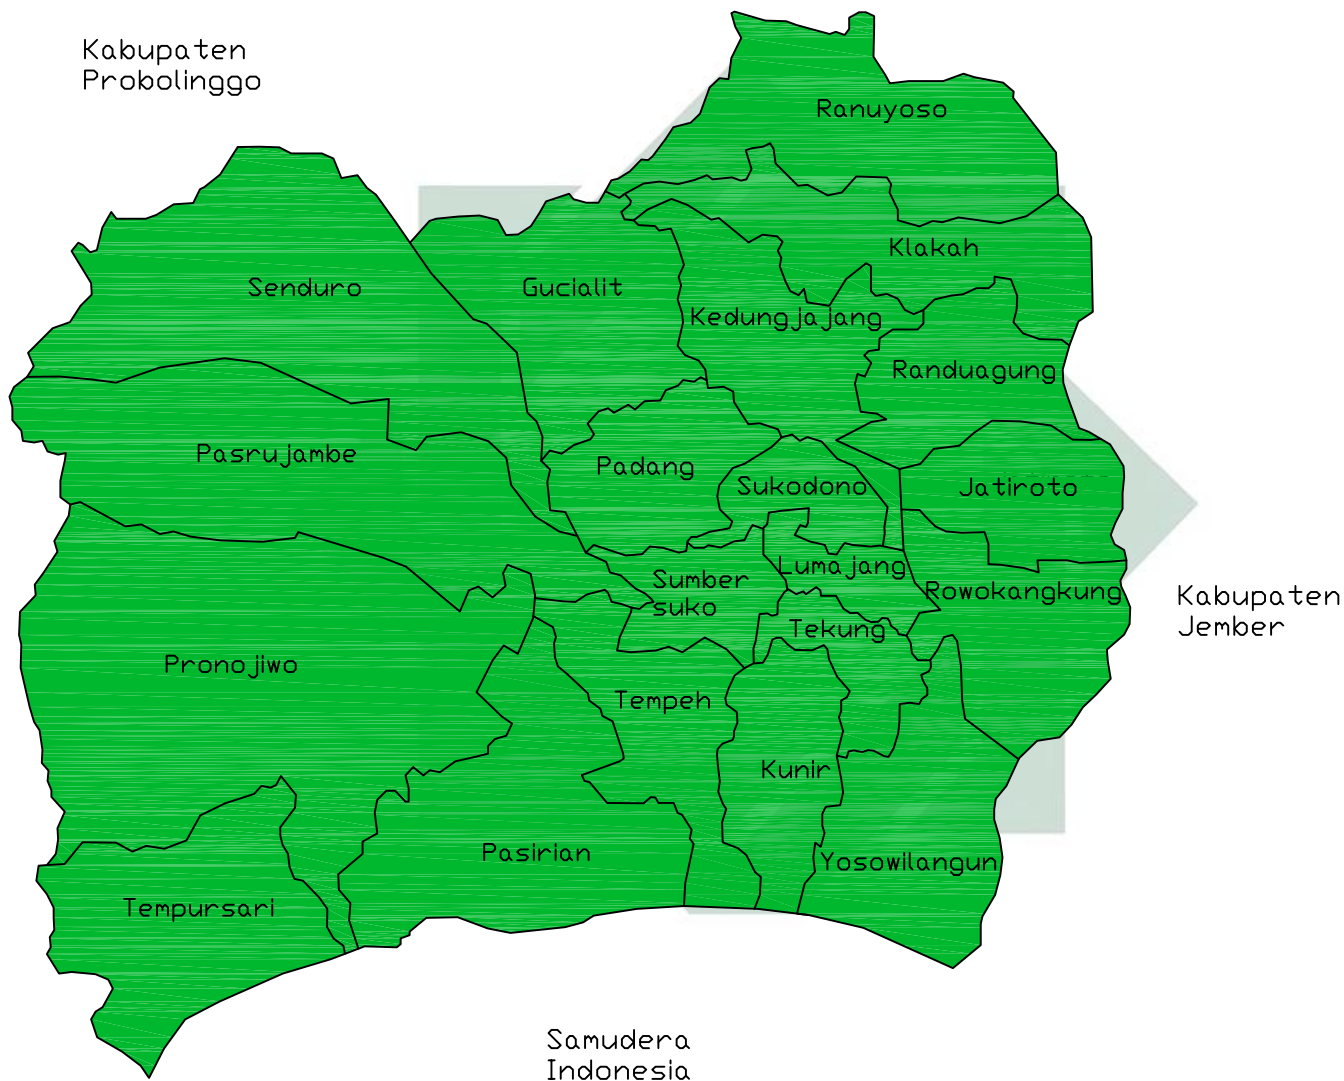 Kabupaten
Probolinggo
Ranuyoso
Klakah
Senduro
Gucialit
Kedungjajang
Randuagung
Pasrujambe
Padang
Sukodono
Jatiroto
Lumajang
Sumber
suko
Rowokangkung
Kabupaten
Jember
Tekung
Pronojiwo
Tempeh
Kunir
Pasirian
Yosowilangun
Tempursari
Samudera
Indonesia